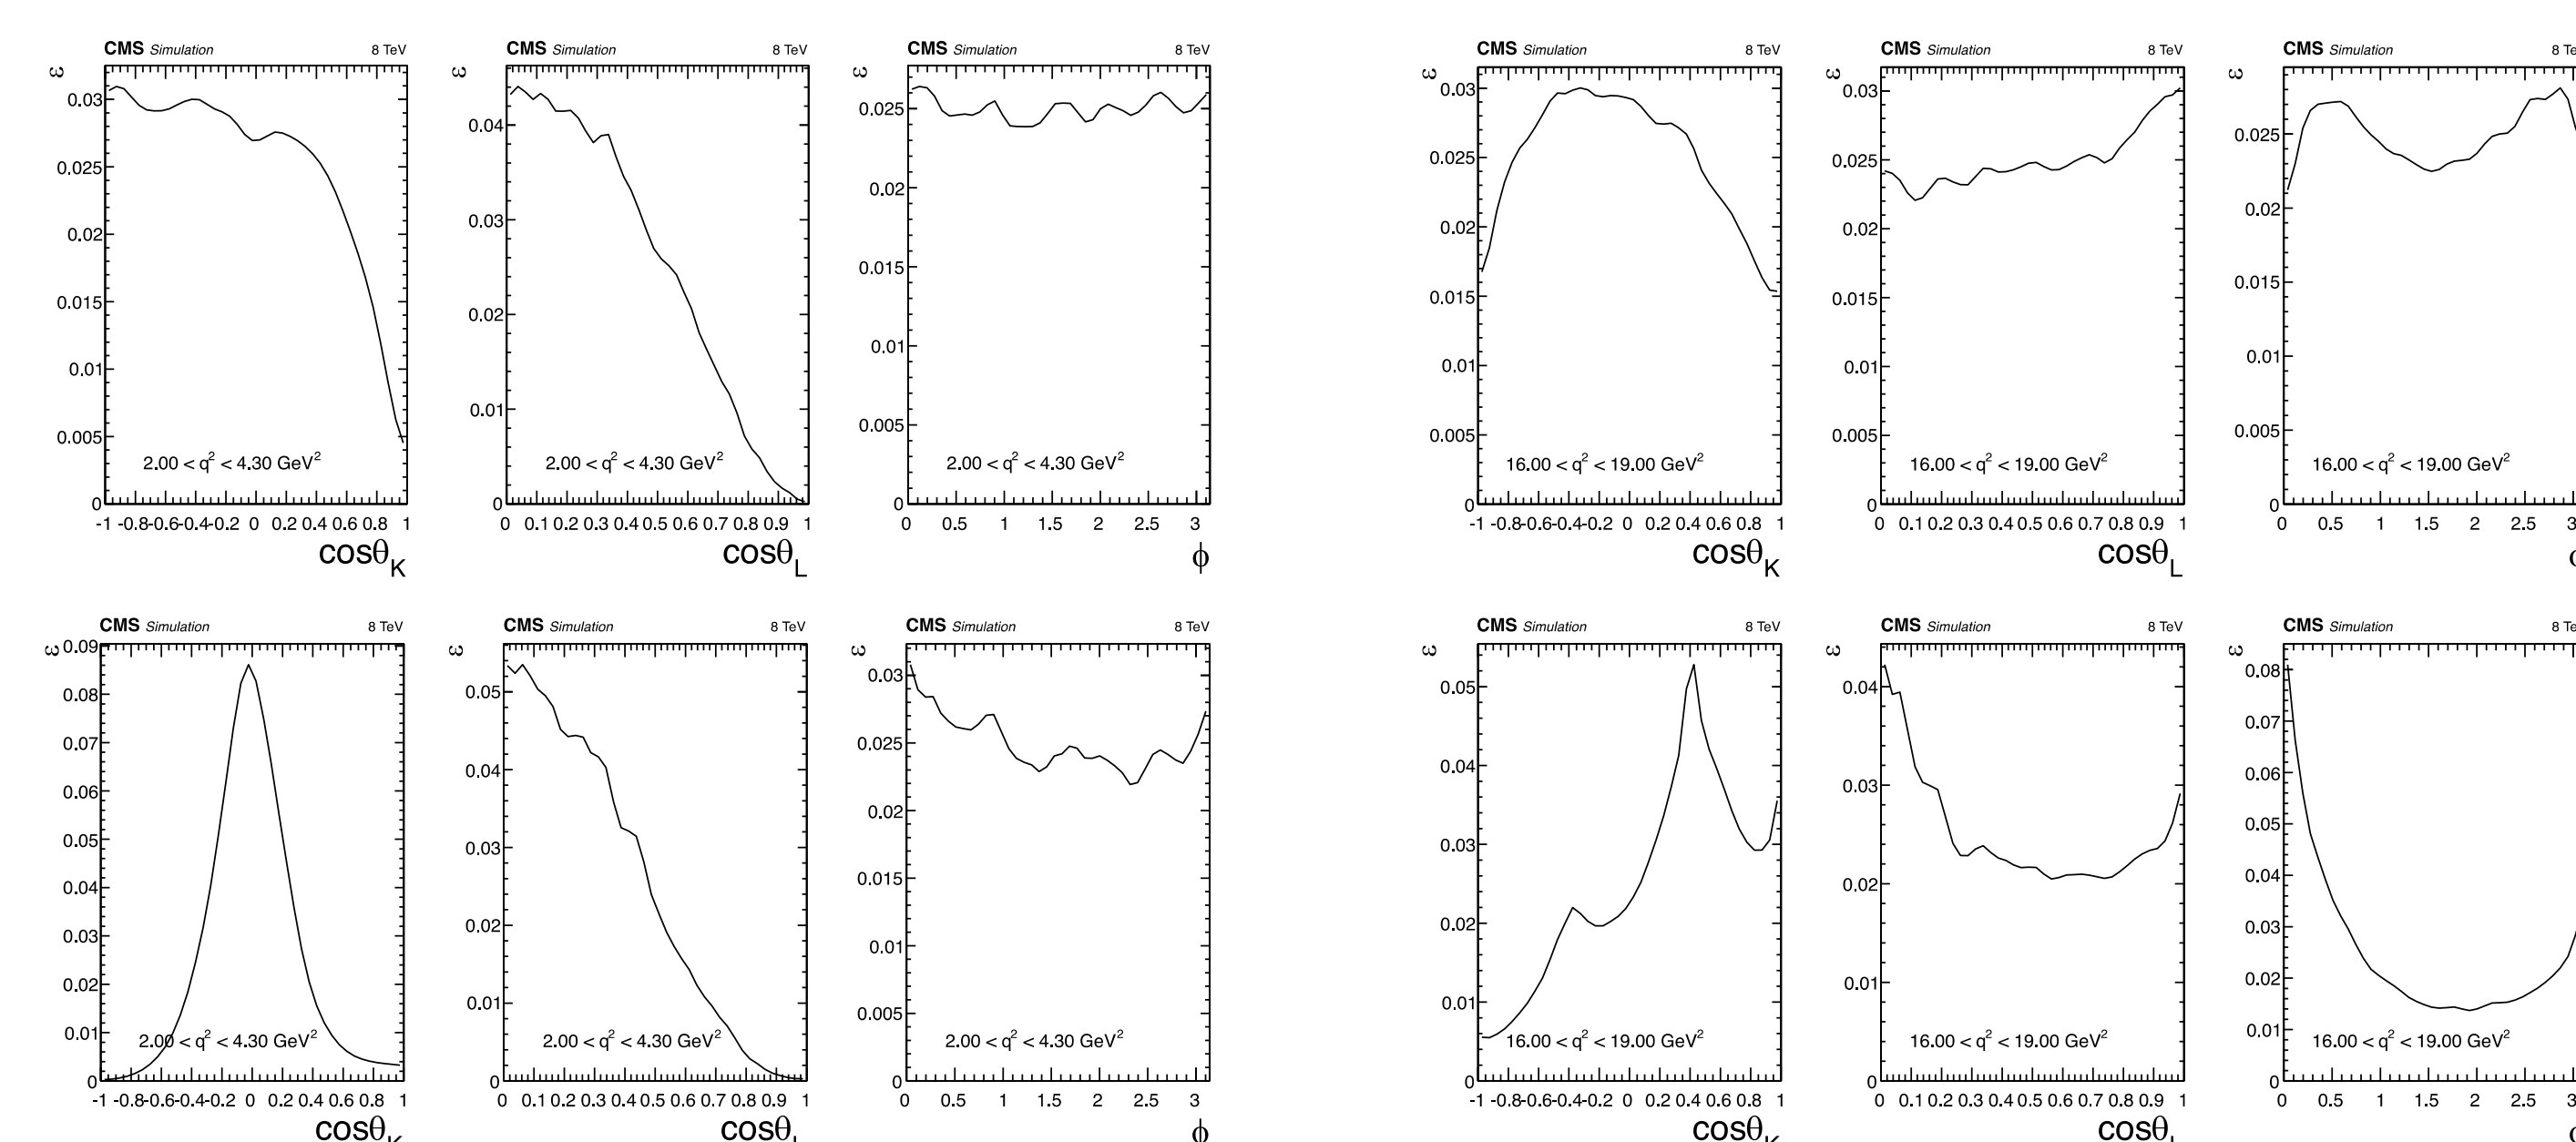 CMS Simulation 8 TeV
ε
0.03
0.025
0.02
0.015
0.01
0.005
0
2.00 < q² < 4.30 GeV²
-1 -0.8 -0.6 -0.4 -0.2 0 0.2 0.4 0.6 0.8 1
cosθ_K
CMS Simulation 8 TeV
ε
0.04
0.03
0.02
0.01
0
2.00 < q² < 4.30 GeV²
0 0.1 0.2 0.3 0.4 0.5 0.6 0.7 0.8 0.9 1
cosθ_L
CMS Simulation 8 TeV
ε
0.025
0.02
0.015
0.01
0.005
0
2.00 < q² < 4.30 GeV²
0 0.5 1 1.5 2 2.5 3
ϕ
CMS Simulation 8 TeV
ε
0.03
0.025
0.02
0.015
0.01
0.005
0
16.00 < q² < 19.00 GeV²
-1 -0.8 -0.6 -0.4 -0.2 0 0.2 0.4 0.6 0.8 1
cosθ_K
CMS Simulation 8 TeV
ε
0.03
0.025
0.02
0.015
0.01
0.005
0
16.00 < q² < 19.00 GeV²
0 0.1 0.2 0.3 0.4 0.5 0.6 0.7 0.8 0.9 1
cosθ_L
CMS Simulation 8 Te
ε
0.025
0.02
0.015
0.01
0.005
0
16.00 < q² < 19.00 GeV²
0 0.5 1 1.5 2 2.5 3
CMS Simulation 8 TeV
ε
0.09
0.08
0.07
0.06
0.05
0.04
0.03
0.02
0.01
0
2.00 < q² < 4.30 GeV²
-1 -0.8 -0.6 -0.4 -0.2 0 0.2 0.4 0.6 0.8 1
cosθ_K
CMS Simulation 8 TeV
ε
0.05
0.04
0.03
0.02
0.01
0
2.00 < q² < 4.30 GeV²
0 0.1 0.2 0.3 0.4 0.5 0.6 0.7 0.8 0.9 1
cosθ_L
CMS Simulation 8 TeV
ε
0.03
0.025
0.02
0.015
0.01
0.005
0
2.00 < q² < 4.30 GeV²
0 0.5 1 1.5 2 2.5 3
ϕ
CMS Simulation 8 TeV
ε
0.05
0.04
0.03
0.02
0.01
0
16.00 < q² < 19.00 GeV²
-1 -0.8 -0.6 -0.4 -0.2 0 0.2 0.4 0.6 0.8 1
cosθ_K
CMS Simulation 8 TeV
ε
0.04
0.03
0.02
0.01
0
16.00 < q² < 19.00 GeV²
0 0.1 0.2 0.3 0.4 0.5 0.6 0.7 0.8 0.9 1
cosθ_L
CMS Simulation 8 Te
ε
0.08
0.07
0.06
0.05
0.04
0.03
0.02
0.01
0
16.00 < q² < 19.00 GeV²
0 0.5 1 1.5 2 2.5 3